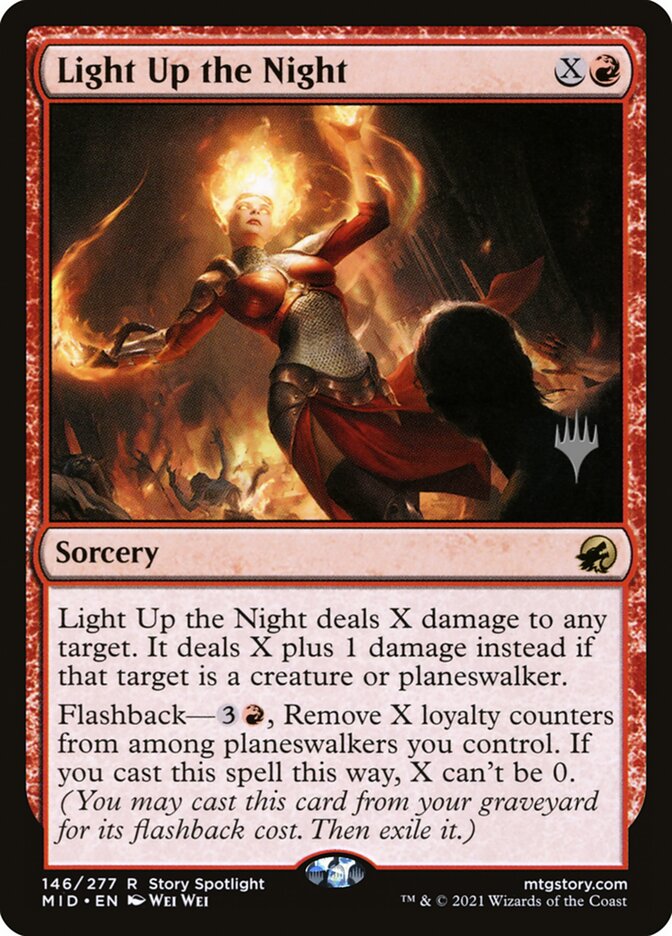 Light Up the Night X
Sorcery
Light Up the Night deals X damage to any
target. It deals X plus 1 damage instead if
that target is a creature or planeswalker.
Flashback—3, Remove X loyalty counters
from among planeswalkers you control. If
you cast this spell this way, X can't be 0.
(You may cast this card from your graveyard
for its flashback cost. Then exile it.)
146/277 R Story Spotlight
mtgstory.com
MID • EN Wei Wei
™ & © 2021 Wizards of the Coast